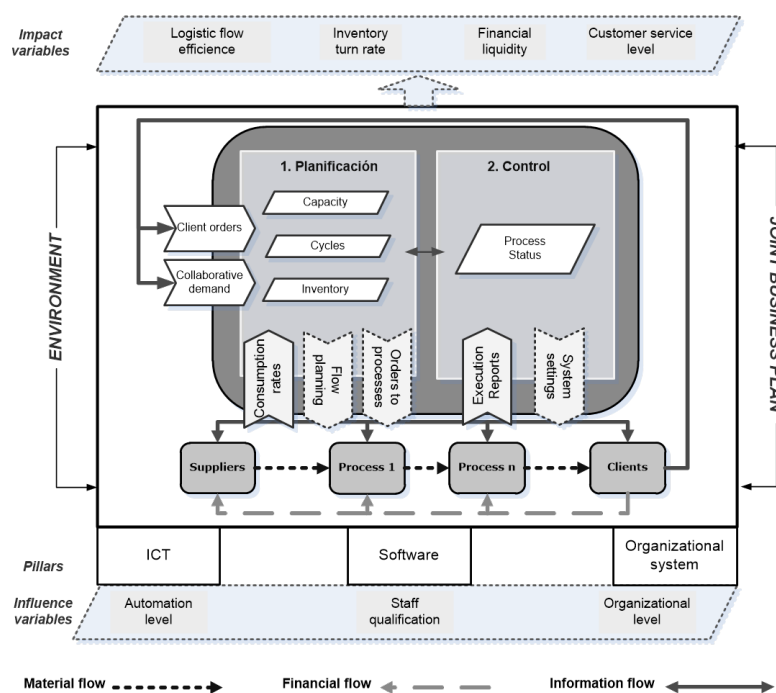 Impact
variables
Logistic flow
efficience
Inventory
turn rate
Financial
liquidity
Customer service
level
ENVIRONMENT
JOINT BUSINESS PLAN
1. Planificación
2. Control
Capacity
Client orders
Cycles
Process
Status
Collaborative
demand
Inventory
Consumption
rates
Flow
planning
Orders to
processes
Execution
Reports
System
settings
Suppliers
Process 1
Process n
Clients
Pillars
ICT
Software
Organizational
system
Influence
variables
Automation
level
Staff
qualification
Organizational
level
Material flow
Financial flow
Information flow